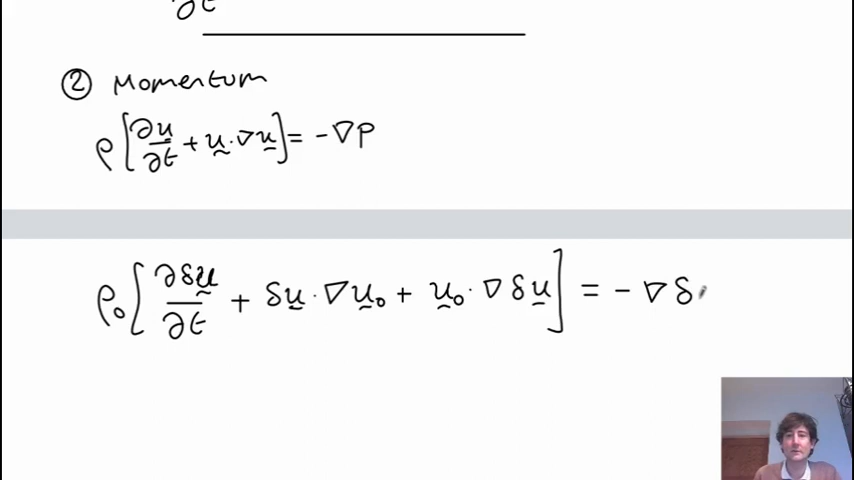 ∂t
② Momentum
ρ[∂u/∂t + u·∇u] = -∇P
ρ₀[∂δu/∂t + δu·∇u₀ + u₀·∇δu] = -∇δ